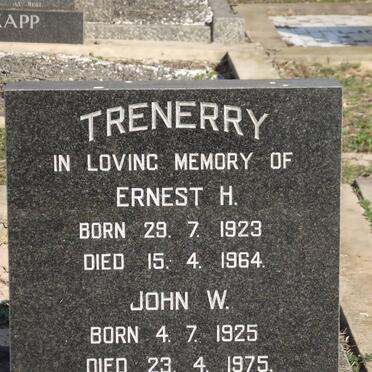 KAPP
TRENERRY
IN LOVING MEMORY OF
ERNEST H.
BORN 29. 7. 1923
DIED 15. 4. 1964.
JOHN W.
BORN 4. 7. 1925
DIED 23. 4. 1975.